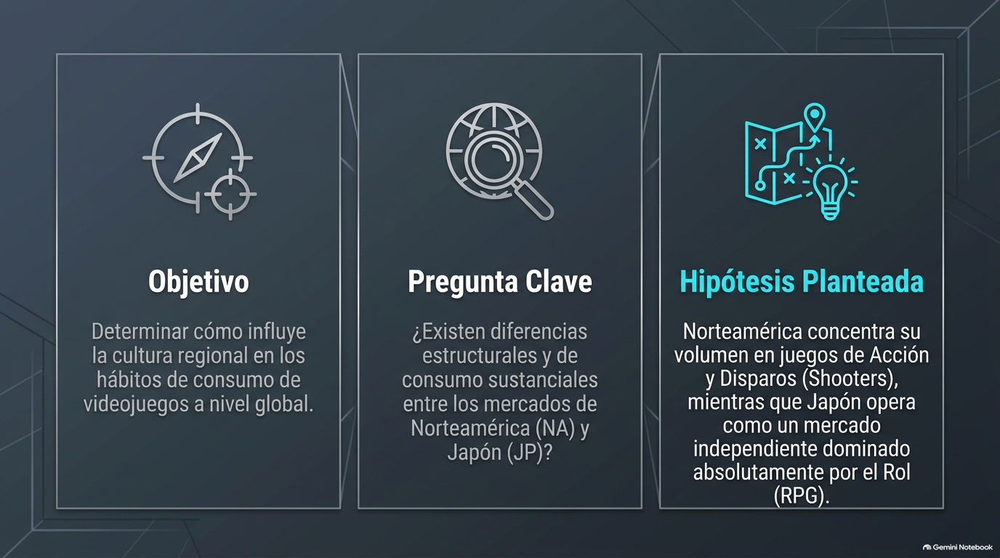 Objetivo
Determinar cómo influye
la cultura regional en los
hábitos de consumo de
videojuegos a nivel global.
Pregunta Clave
¿Existen diferencias
estructurales y de
consumo sustanciales
entre los mercados de
Norteamérica (NA) y
Japón (JP)?
Hipótesis Planteada
Norteamérica concentra su
volumen en juegos de Acción
y Disparos (Shooters),
mientras que Japón opera
como un mercado
independiente dominado
absolutamente por el Rol
(RPG).
Gemini Notebook